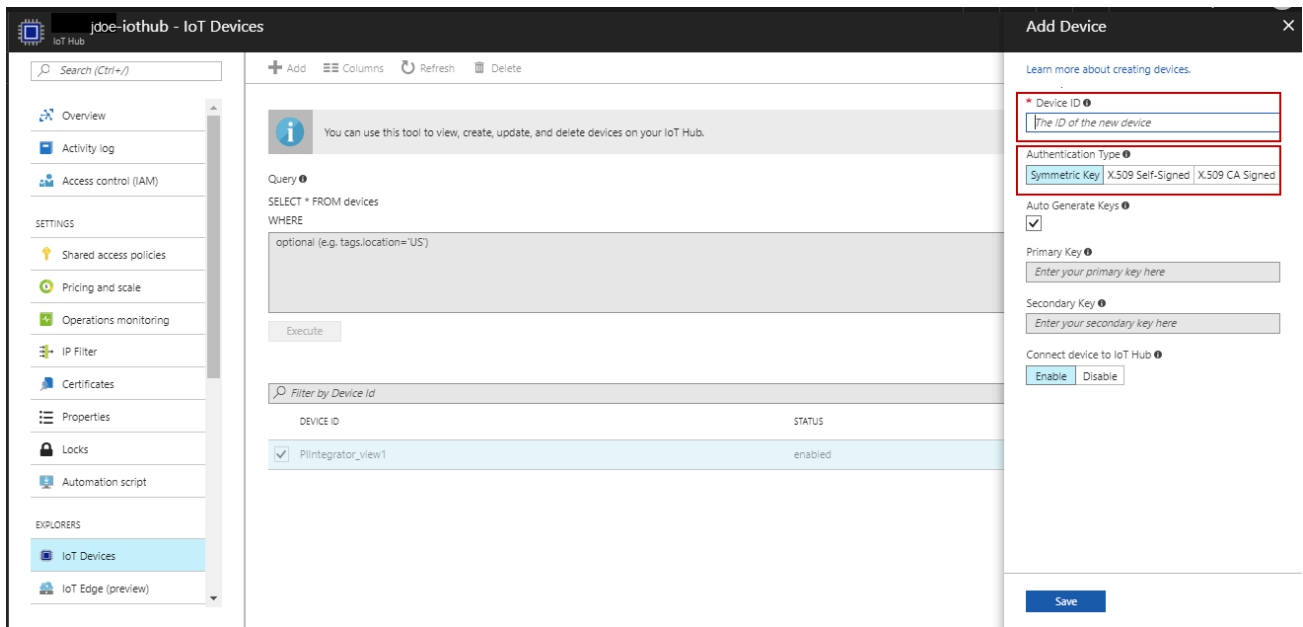 jdoe-iothub - IoT Devices
IoT Hub
Search (Ctrl+/)
Overview
Activity log
Access control (IAM)
SETTINGS
Shared access policies
Pricing and scale
Operations monitoring
IP Filter
Certificates
Properties
Locks
Automation script
EXPLORERS
IoT Devices
IoT Edge (preview)
Add Columns Refresh Delete
You can use this tool to view, create, update, and delete devices on your IoT Hub.
Query
SELECT * FROM devices
WHERE
optional (e.g. tags.location='US')
Execute
Filter by Device Id
DEVICE ID STATUS
PIIntegrator_view1 enabled
Add Device
Learn more about creating devices.
* Device ID
The ID of the new device
Authentication Type
Symmetric Key X.509 Self-Signed X.509 CA Signed
Auto Generate Keys
Primary Key
Enter your primary key here
Secondary Key
Enter your secondary key here
Connect device to IoT Hub
Enable Disable
Save